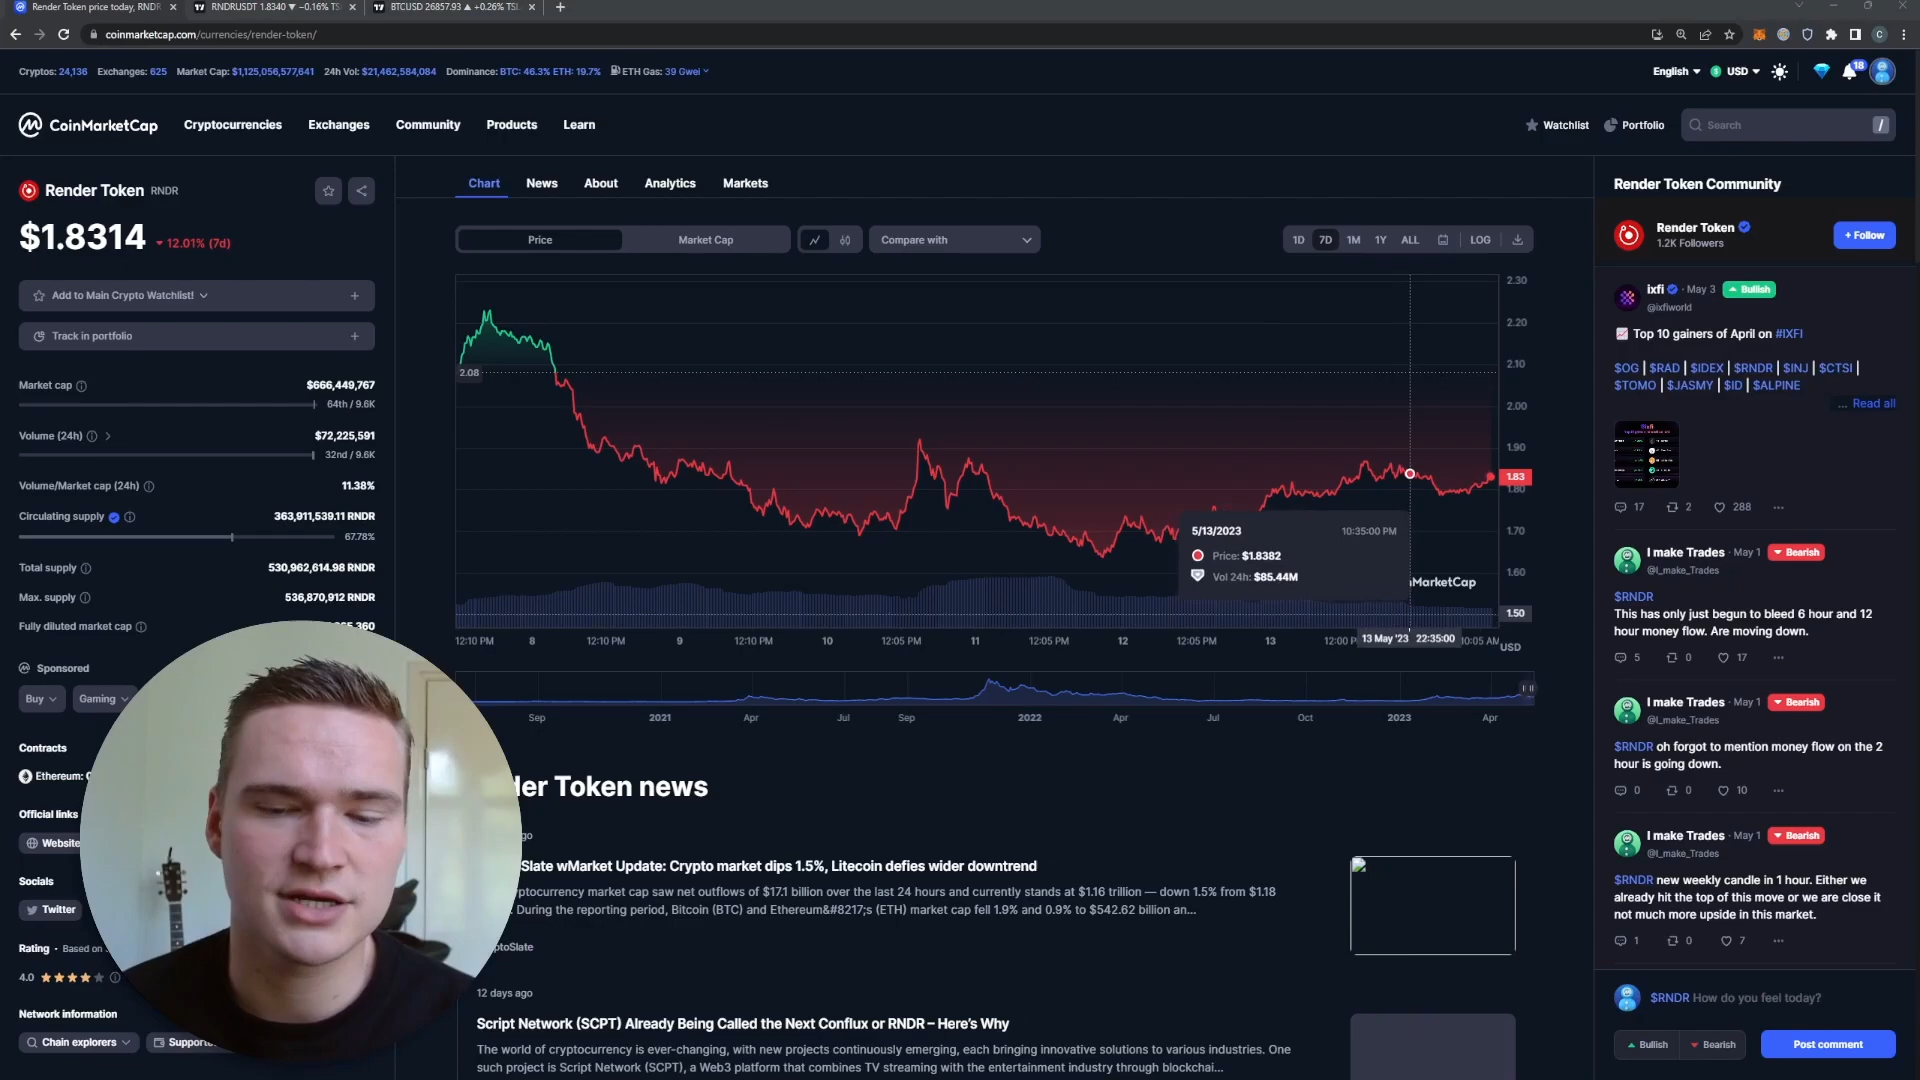 Render Token price today, RNDR
RNDRUSDT 1.8340 ▼ −0.16% TS
BTCUSD 26857.93 ▲ +0.26% TSL
coinmarketcap.com/currencies/render-token/
Cryptos: 24,136 Exchanges: 625 Market Cap: $1,125,056,577,641 24h Vol: $21,462,584,084 Dominance: BTC: 46.3% ETH: 19.7% ETH Gas: 39 Gwei
English USD 18
CoinMarketCap Cryptocurrencies Exchanges Community Products Learn
Watchlist Portfolio Search /
Render Token RNDR
$1.8314 12.01% (7d)
Add to Main Crypto Watchlist! +
Track in portfolio +
Market cap $666,449,767
64th / 9.6K
Volume (24h) $72,225,591
32nd / 9.6K
Volume/Market cap (24h) 11.38%
Circulating supply 363,911,539.11 RNDR
67.78%
Total supply 530,962,614.98 RNDR
Max. supply 536,870,912 RNDR
Fully diluted market cap
Sponsored
Buy Gaming
Contracts
Ethereum:
Official links
Website
Socials
Twitter
Rating · Based on
4.0
Network information
Chain explorers
Chart News About Analytics Markets
Price Market Cap Compare with
1D 7D 1M 1Y ALL LOG
2.30
2.20
2.10
2.08
2.00
1.90
1.83
1.80
1.70
1.60
1.50
5/13/2023 10:35:00 PM
Price: $1.8382
Vol 24h: $85.44M
MarketCap
12:10 PM 8 12:10 PM 9 12:10 PM 10 12:05 PM 11 12:05 PM 12 12:05 PM 13 12:00 P 13 May '23 22:35:00 10:05 AM
USD
Sep 2021 Apr Jul Sep 2022 Apr Jul Oct 2023 Apr
der Token news
go
Slate wMarket Update: Crypto market dips 1.5%, Litecoin defies wider downtrend
ptocurrency market cap saw net outflows of $17.1 billion over the last 24 hours and currently stands at $1.16 trillion — down 1.5% from $1.18
. During the reporting period, Bitcoin (BTC) and Ethereum&#8217;s (ETH) market cap fell 1.9% and 0.9% to $542.62 billion an...
ptoSlate
12 days ago
Script Network (SCPT) Already Being Called the Next Conflux or RNDR – Here's Why
The world of cryptocurrency is ever-changing, with new projects continuously emerging, each bringing innovative solutions to various industries. One
such project is Script Network (SCPT), a Web3 platform that combines TV streaming with the entertainment industry through blockchai...
Render Token Community
Render Token
1.2K Followers
+ Follow
ixfi · May 3 Bullish
@ixfiworld
Top 10 gainers of April on #IXFI
$OG | $RAD | $IDEX | $RNDR | $INJ | $CTSI |
$TOMO | $JASMY | $ID | $ALPINE
... Read all
17 2 288
I make Trades · May 1 Bearish
@I_make_Trades
$RNDR
This has only just begun to bleed 6 hour and 12
hour money flow. Are moving down.
5 0 17
I make Trades · May 1 Bearish
@I_make_Trades
$RNDR oh forgot to mention money flow on the 2
hour is going down.
0 0 10
I make Trades · May 1 Bearish
@I_make_Trades
$RNDR new weekly candle in 1 hour. Either we
already hit the top of this move or we are close it
not much more upside in this market.
1 0 7
$RNDR How do you feel today?
Bullish Bearish Post comment